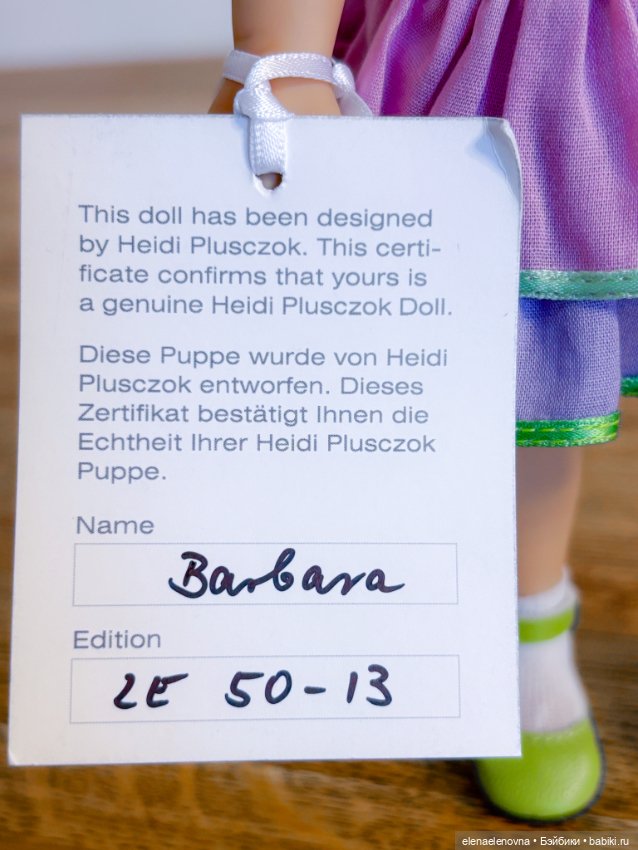 This doll has been designed
by Heidi Plusczok. This certi-
ficate confirms that yours is
a genuine Heidi Plusczok Doll.
Diese Puppe wurde von Heidi
Plusczok entworfen. Dieses
Zertifikat bestätigt Ihnen die
Echtheit Ihrer Heidi Plusczok
Puppe.
Name
Barbara
Edition
LE 50-13
elenaelenovna • Бэйбики • babiki.ru